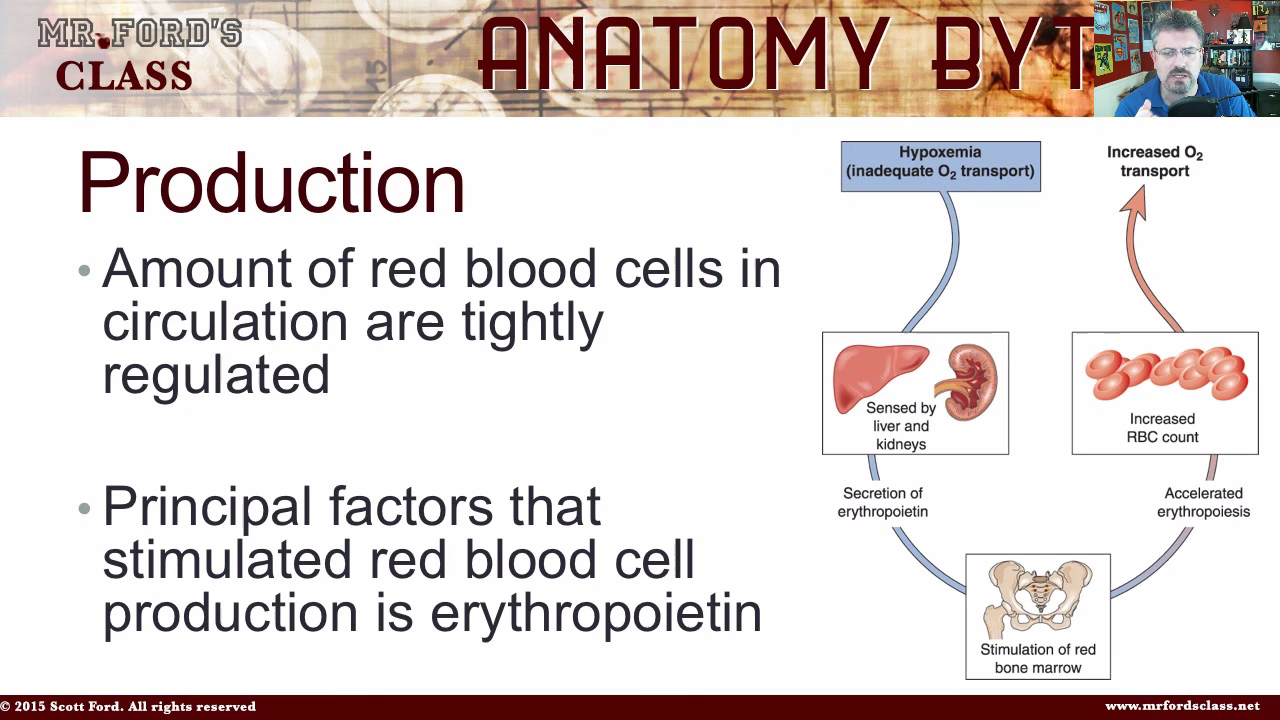 MR. FORD'S
CLASS
ANATOMY BYT
Production
• Amount of red blood cells in
circulation are tightly
regulated
• Principal factors that
stimulated red blood cell
production is erythropoietin
Hypoxemia
(inadequate O₂ transport)
Sensed by
liver and
kidneys
Secretion of
erythropoietin
Stimulation of red
bone marrow
Accelerated
erythropoiesis
Increased
RBC count
Increased O₂
transport
© 2015 Scott Ford. All rights reserved
www.mrfordsclass.net